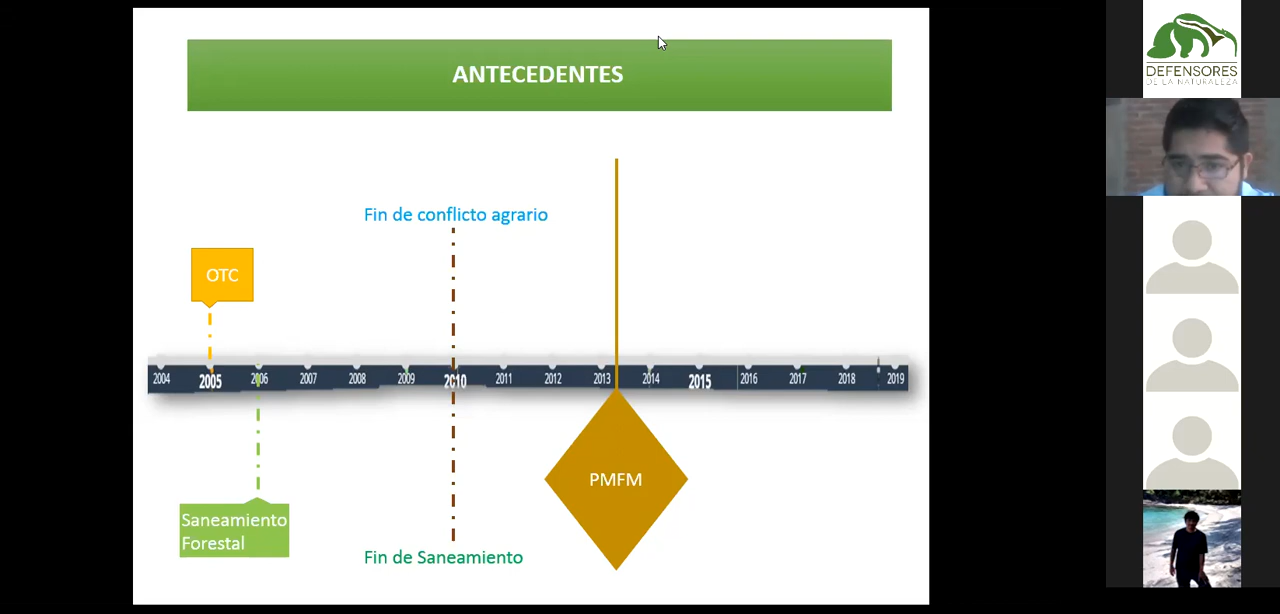 ANTECEDENTES
Fin de conflicto agrario
OTC
2004 2005 2006 2007 2008 2009 2010 2011 2012 2013 2014 2015 2016 2017 2018 2019
PMFM
Saneamiento
Forestal
Fin de Saneamiento
DEFENSORES
DE LA NATURALEZA